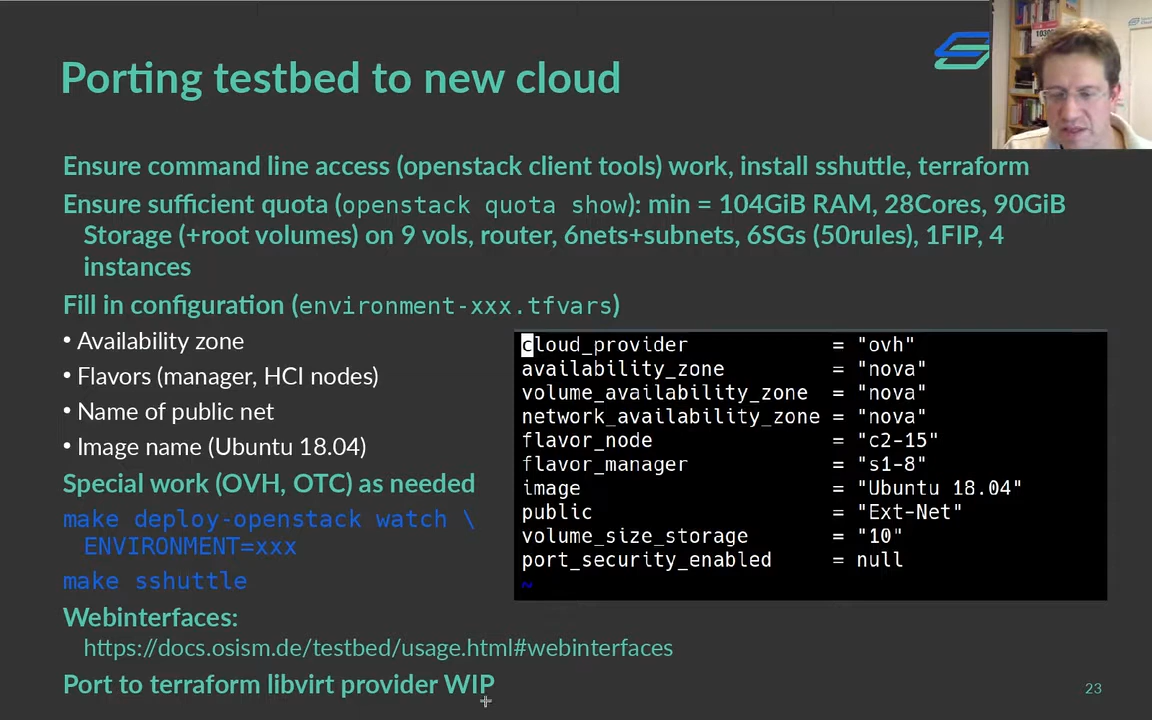 Porting testbed to new cloud
Ensure command line access (openstack client tools) work, install sshuttle, terraform
Ensure sufficient quota (openstack quota show): min = 104GiB RAM, 28Cores, 90GiB
Storage (+root volumes) on 9 vols, router, 6nets+subnets, 6SGs (50rules), 1FIP, 4
instances
Fill in configuration (environment-xxx.tfvars)
• Availability zone
• Flavors (manager, HCI nodes)
• Name of public net
• Image name (Ubuntu 18.04)
Special work (OVH, OTC) as needed
make deploy-openstack watch \
ENVIRONMENT=xxx
make sshuttle
Webinterfaces:
https://docs.osism.de/testbed/usage.html#webinterfaces
Port to terraform libvirt provider WIP
cloud_provider = "ovh"
availability_zone = "nova"
volume_availability_zone = "nova"
network_availability_zone = "nova"
flavor_node = "c2-15"
flavor_manager = "s1-8"
image = "Ubuntu 18.04"
public = "Ext-Net"
volume_size_storage = "10"
port_security_enabled = null
~
23